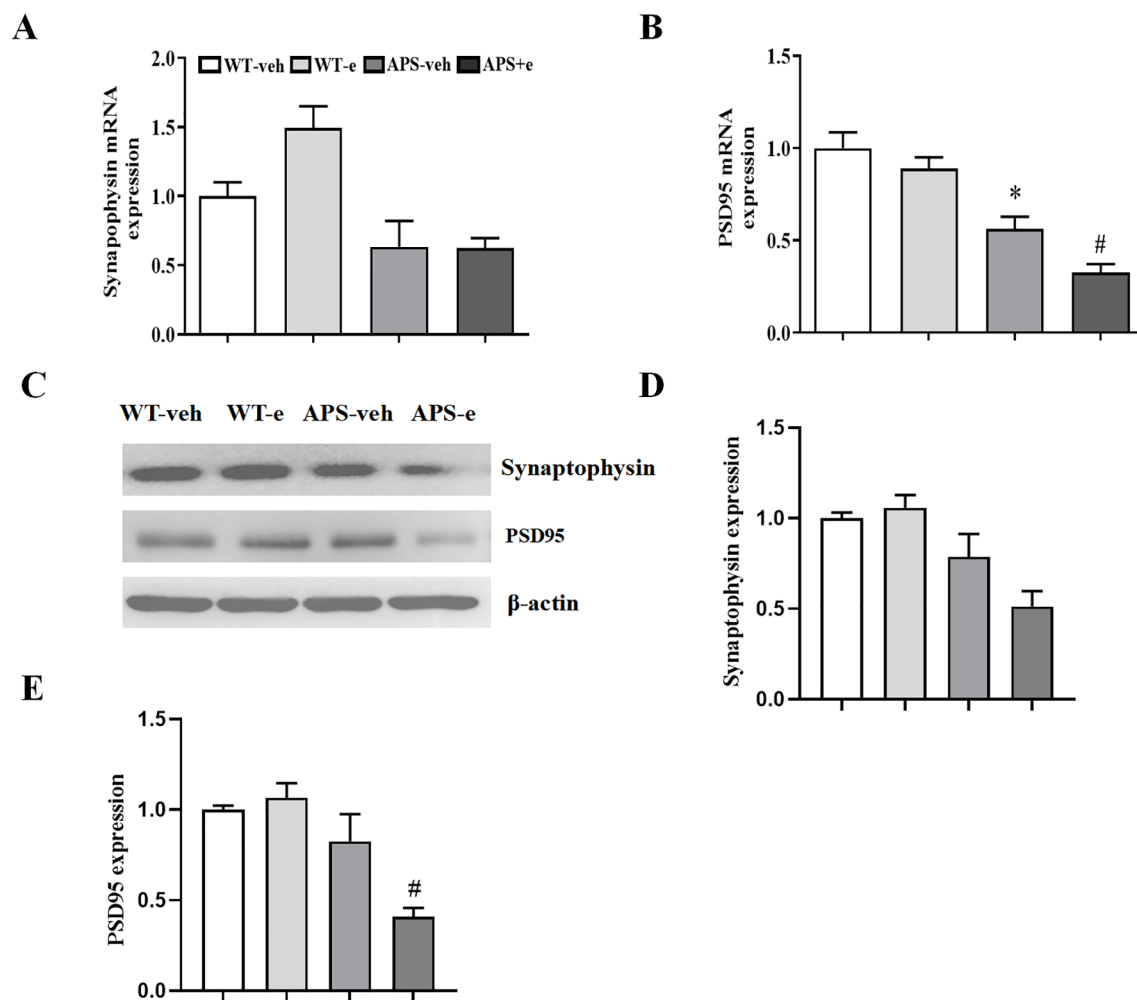 A
Synapophysin mRNA
expression
2.0
1.5
1.0
0.5
0.0
WT-veh WT-e APS-veh APS+e
B
PSD95 mRNA
expression
1.5
1.0
0.5
0.0
*
#
C
WT-veh WT-e APS-veh APS-e
Synaptophysin
PSD95
β-actin
D
Synaptophysin expression
1.5
1.0
0.5
0.0
E
PSD95 expression
1.5
1.0
0.5
0.0
#